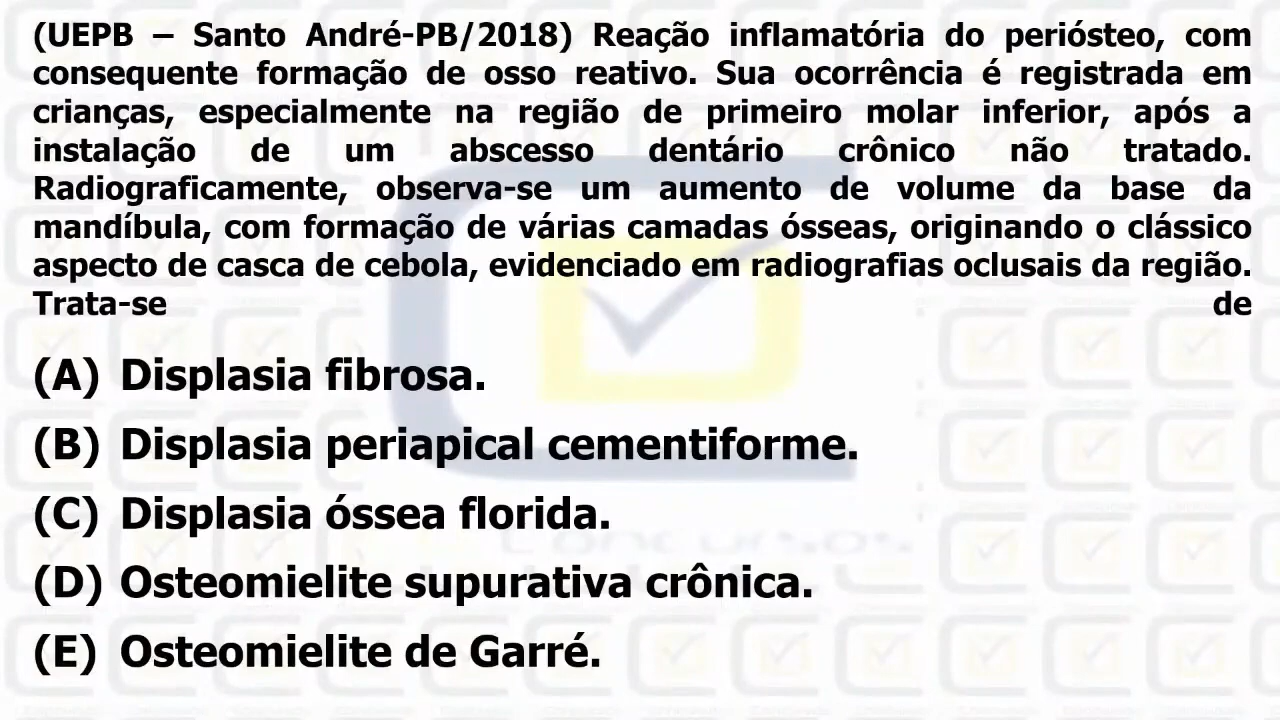 (UEPB – Santo André-PB/2018) Reação inflamatória do periósteo, com
consequente formação de osso reativo. Sua ocorrência é registrada em
crianças, especialmente na região de primeiro molar inferior, após a
instalação de um abscesso dentário crônico não tratado.
Radiograficamente, observa-se um aumento de volume da base da
mandíbula, com formação de várias camadas ósseas, originando o clássico
aspecto de casca de cebola, evidenciado em radiografias oclusais da região.
Trata-se de
(A) Displasia fibrosa.
(B) Displasia periapical cementiforme.
(C) Displasia óssea florida.
(D) Osteomielite supurativa crônica.
(E) Osteomielite de Garré.